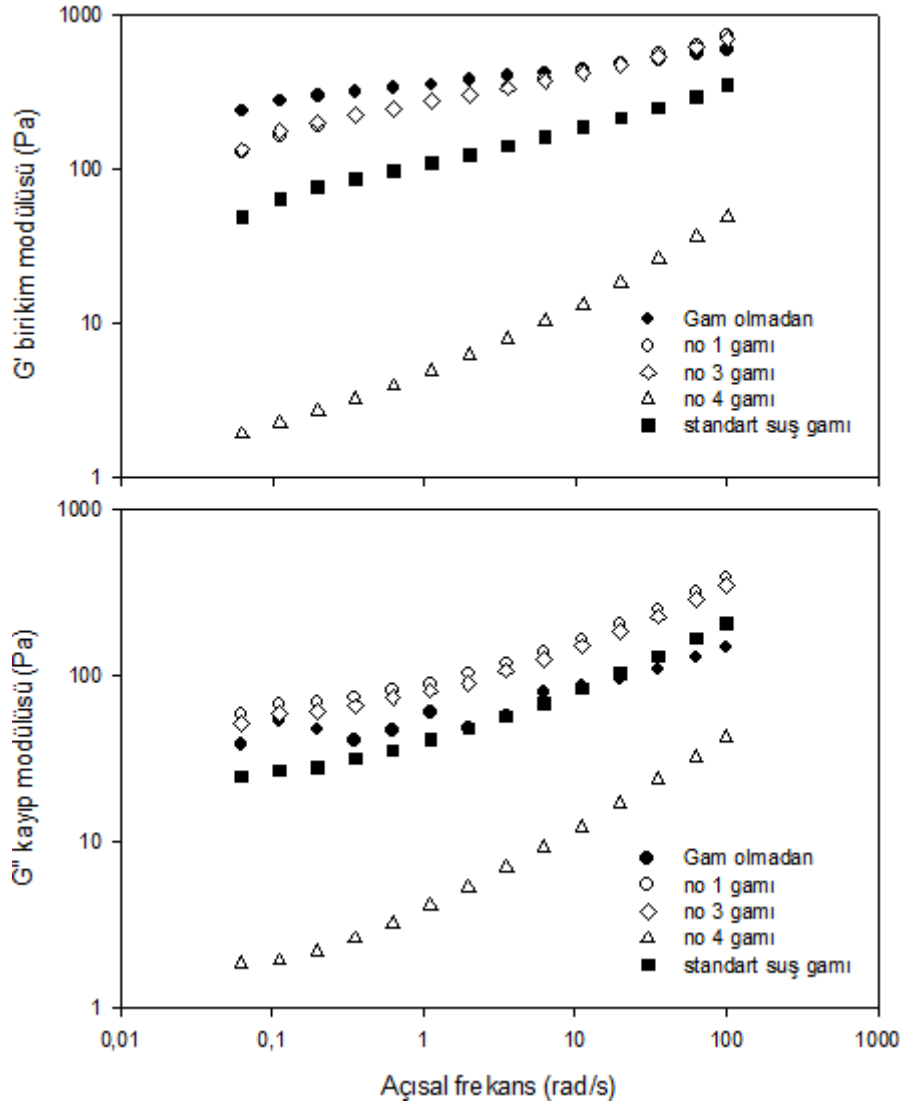 1000
100
10
1
G' birikim modülüsü (Pa)
Gam olmadan
no 1 gamı
no 3 gamı
no 4 gamı
standart suş gamı
1000
100
10
1
G'' kayıp modülüsü (Pa)
Gam olmadan
no 1 gamı
no 3 gamı
no 4 gamı
standart suş gamı
0,01 0,1 1 10 100 1000
Açısal frekans (rad/s)